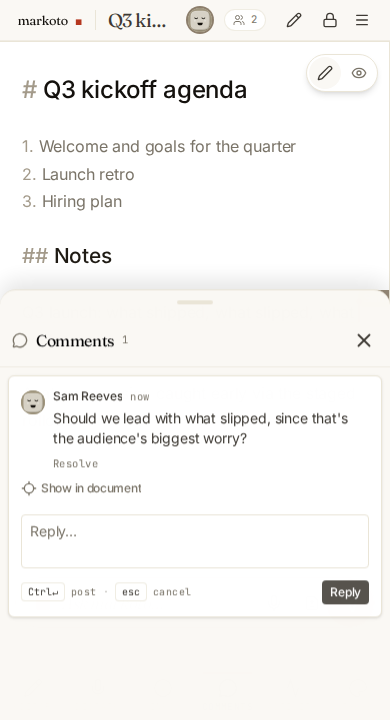 markoto
Q3 ki...
2
# Q3 kickoff agenda
1. Welcome and goals for the quarter
2. Launch retro
3. Hiring plan
## Notes
Comments 1
Sam Reeves now
Should we lead with what slipped, since that's
the audience's biggest worry?
Resolve
Show in document
Reply...
Ctrl↵ post · esc cancel
Reply